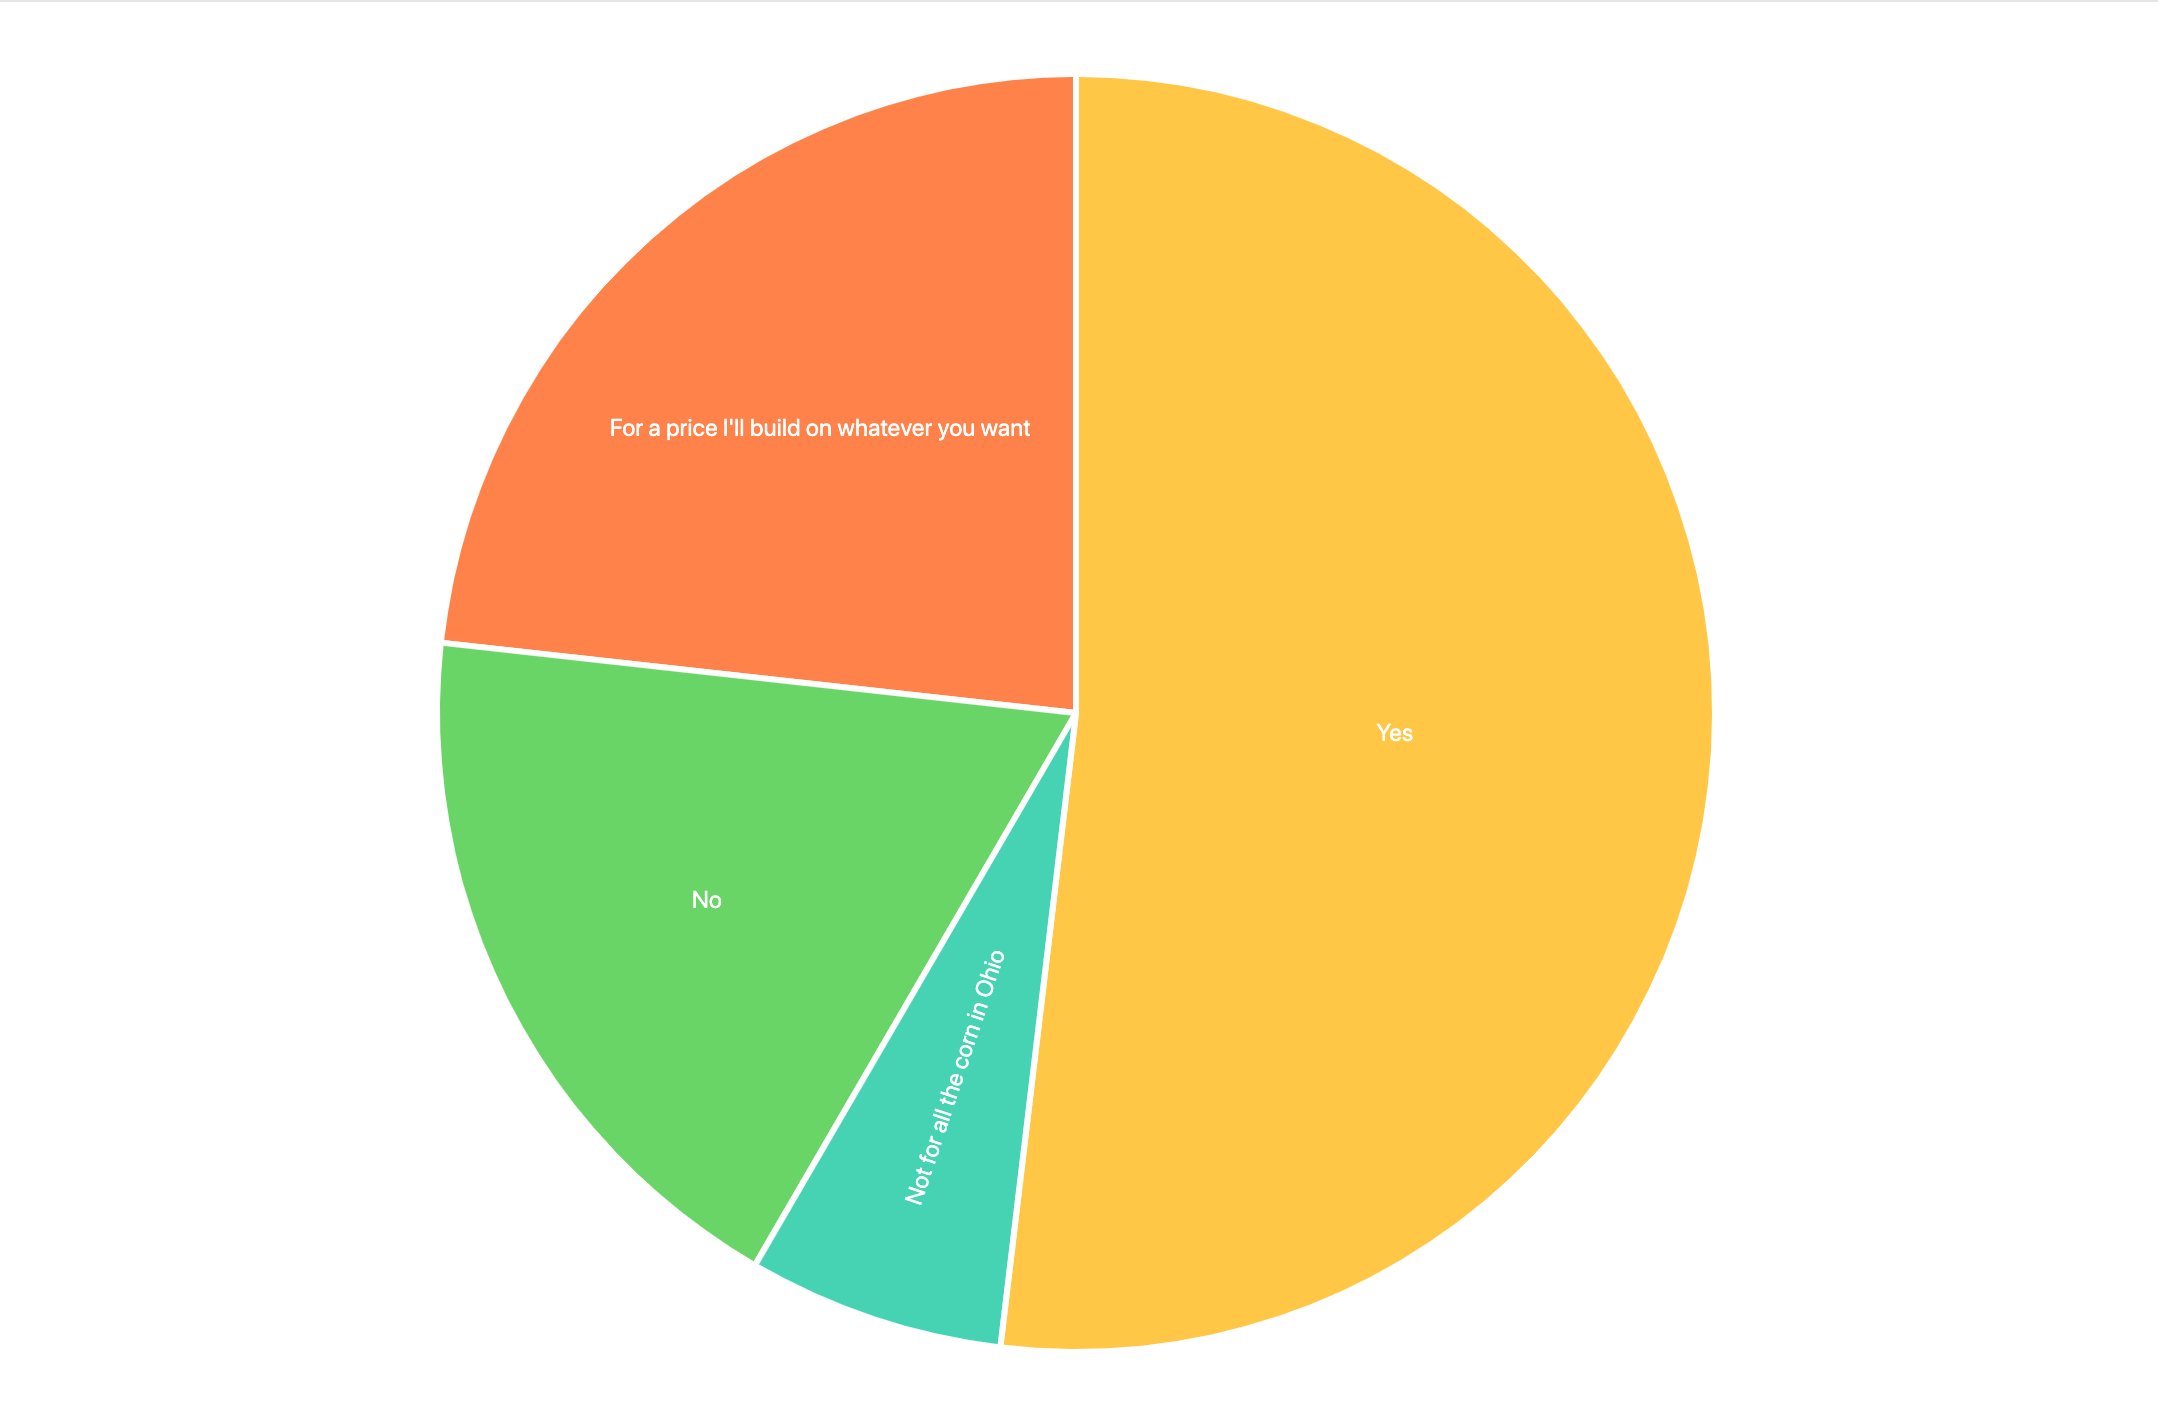 For a price I'll build on whatever you want
Yes
No
Not for all the corn in Ohio